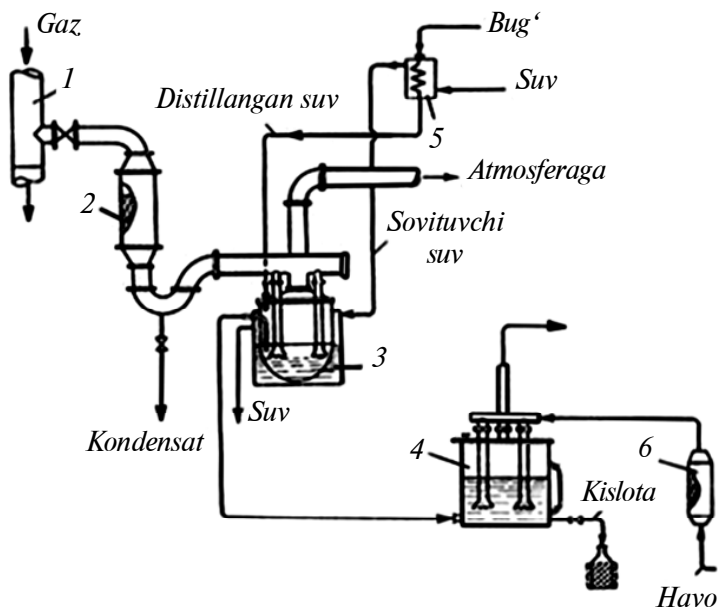 Gaz
Bug‘
1
Suv
Distillangan suv
5
Atmosferaga
2
Sovituvchi
suv
3
Suv
Kondensat
4
6
Kislota
Havo